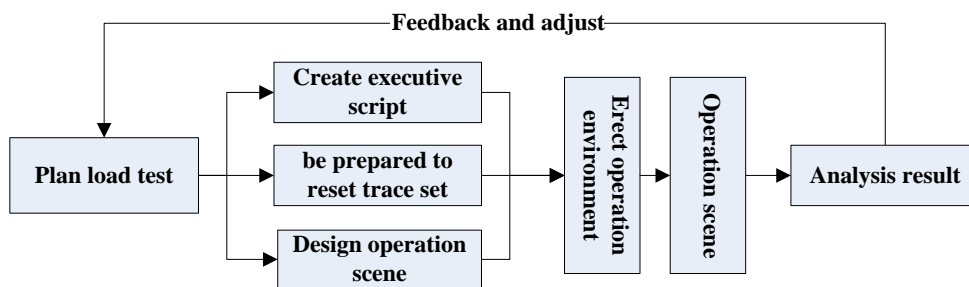 Feedback and adjust
Create executive
script
Plan load test
be prepared to
reset trace set
Design operation
scene
Erect operation
environment
Operation scene
Analysis result